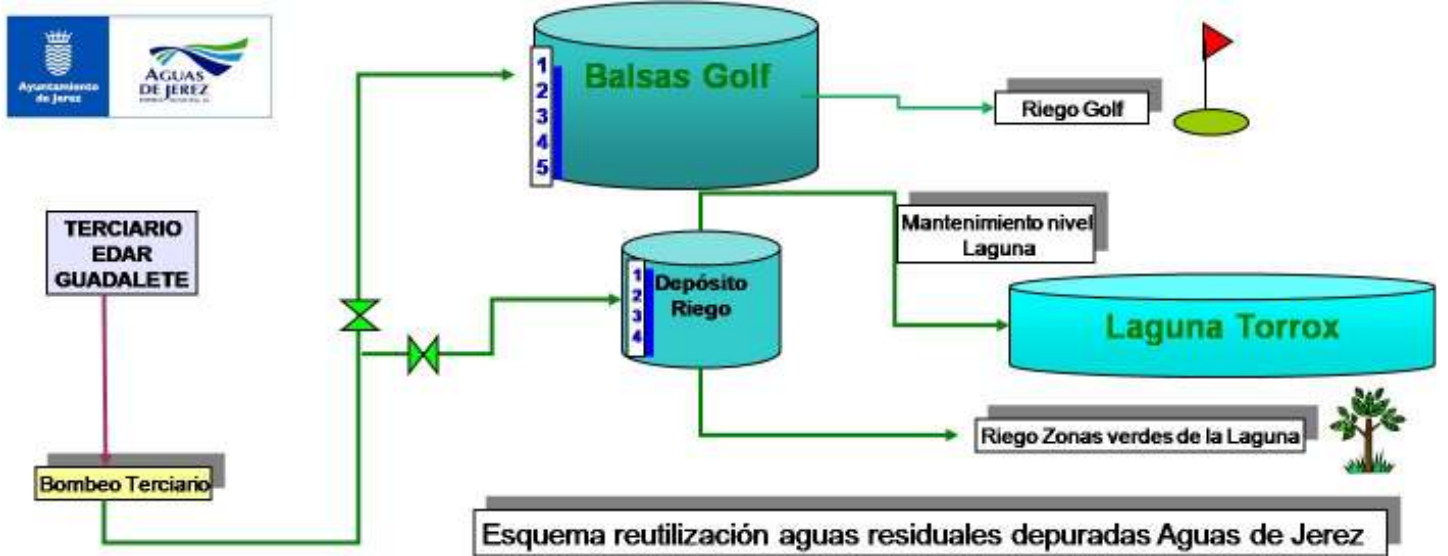 Ayuntamiento
de Jerez
AGUAS
DE JEREZ
1
2
3
4
5
Balsas Golf
Riego Golf
TERCIARIO
EDAR
GUADALETE
Mantenimiento nivel
Laguna
1
2
3
4
Depósito
Riego
Laguna Torrox
Riego Zonas verdes de la Laguna
Bombeo Terciario
Esquema reutilización aguas residuales depuradas Aguas de Jerez